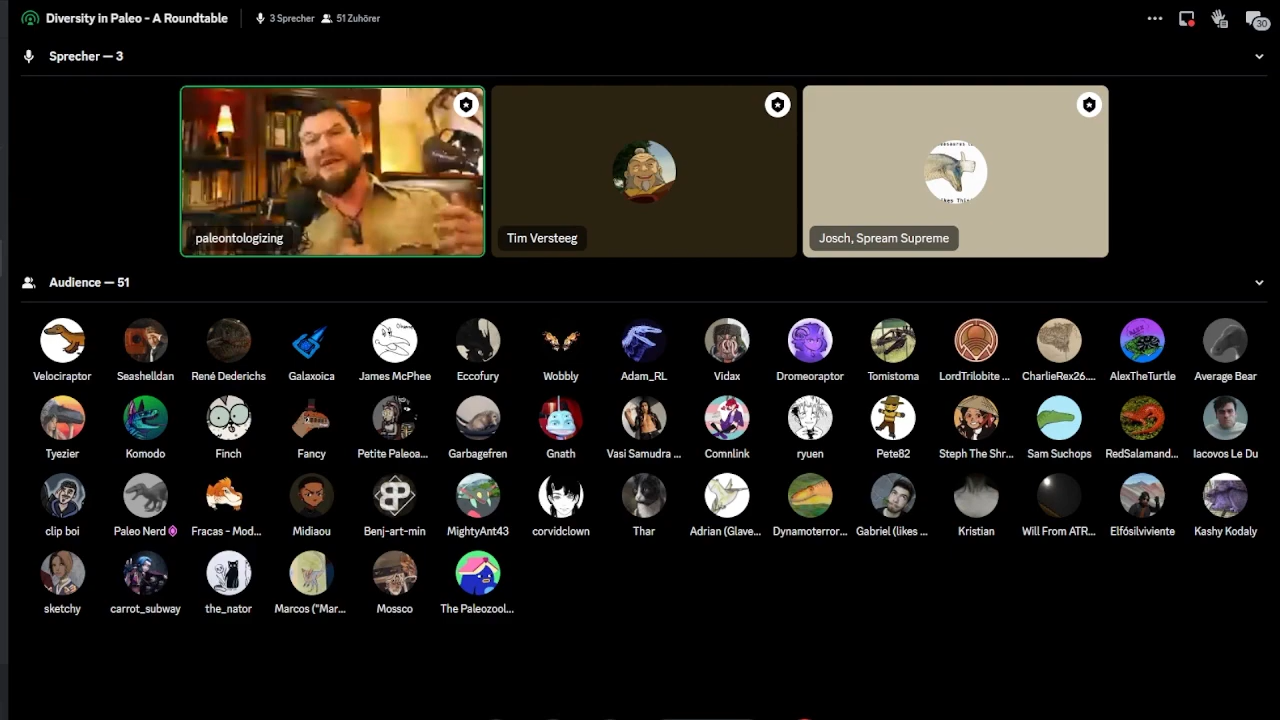 Diversity in Paleo - A Roundtable
3 Sprecher
51 Zuhörer
30
Sprecher — 3
paleontologizing
Tim Versteeg
Josch, Spream Supreme
Audience — 51
Velociraptor Seashelldan René Dederichs Galaxoica James McPhee Eccofury Wobbly Adam_RL Vidax Dromeoraptor Tomistoma LordTrilobite ... CharlieRex26.... AlexTheTurtle Average Bear
Tyezier Komodo Finch Fancy Petite Paleoa... Garbagefren Gnath Vasi Samudra ... Comnlink ryuen Pete82 Steph The Shr... Sam Suchops RedSalamand... Iacovos Le Du
clip boi Paleo Nerd Fracas - Mod... Midiaou Benj-art-min MightyAnt43 corvidclown Thar Adrian (Glave... Dynamoterror... Gabriel (likes ... Kristian Will From ATR... Elfósilviviente Kashy Kodaly
sketchy carrot_subway the_nator Marcos ("Mar... Mossco The Paleozool...